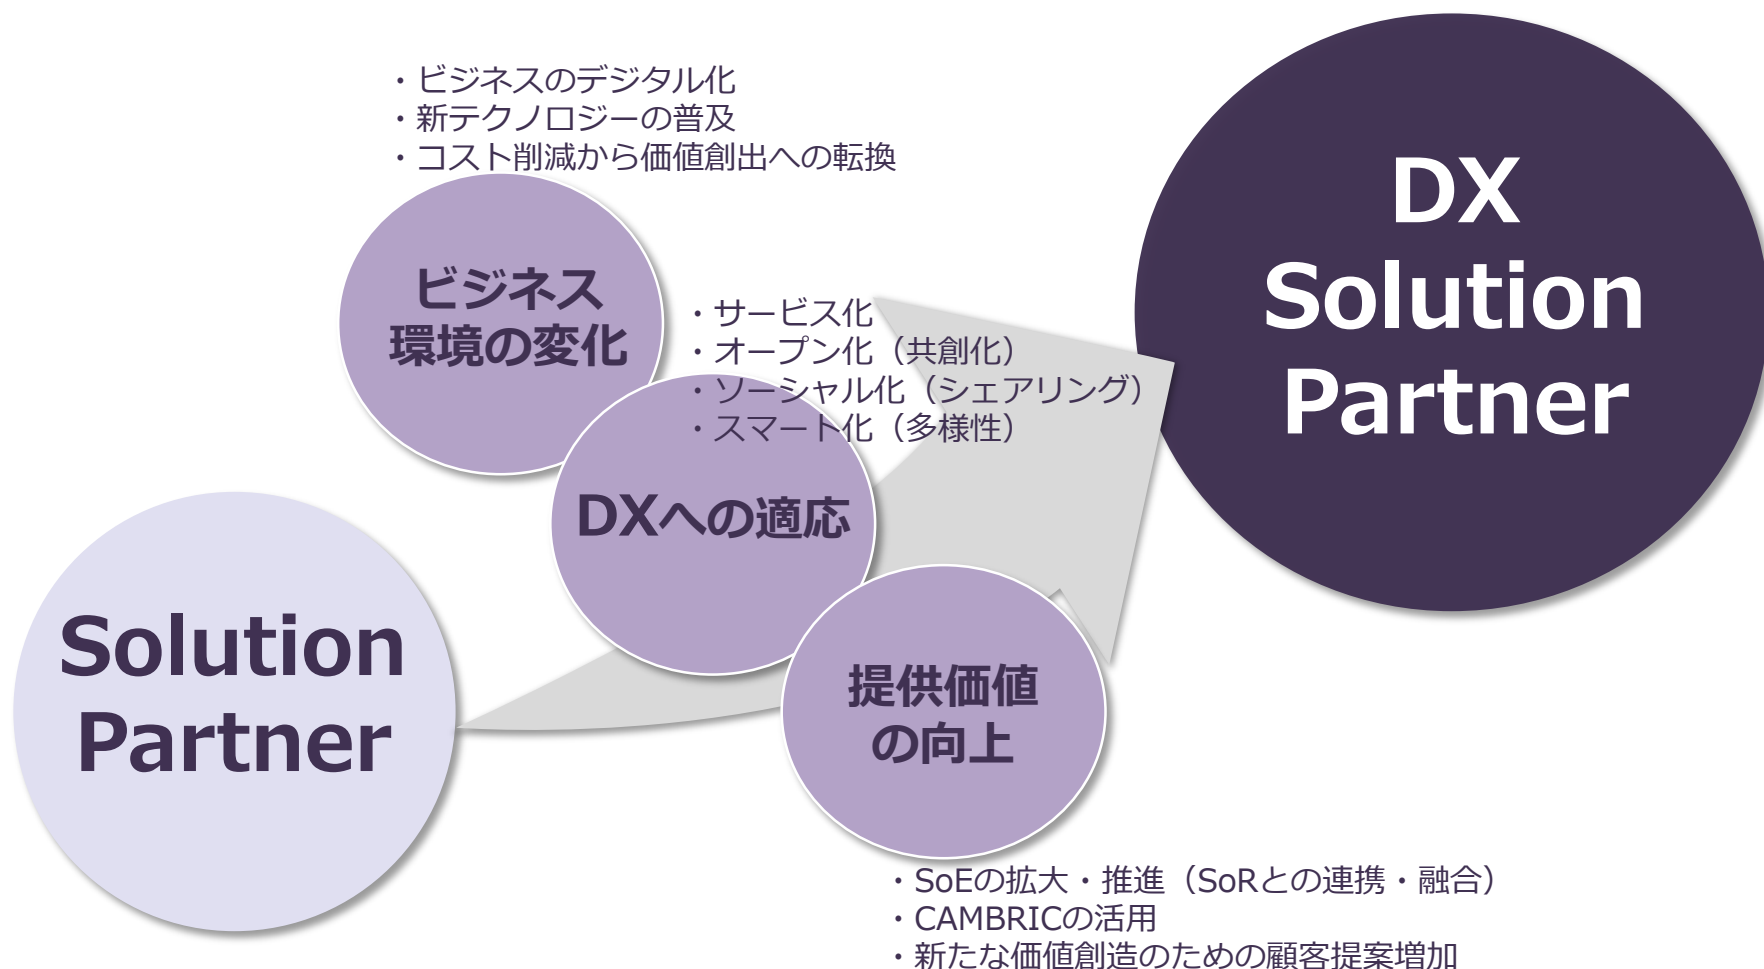 ・ビジネスのデジタル化
・新テクノロジーの普及
・コスト削減から価値創出への転換
ビジネス
環境の変化
・サービス化
・オープン化（共創化）
・ソーシャル化（シェアリング）
・スマート化（多様性）
DXへの適応
提供価値
の向上
・SoEの拡大・推進（SoRとの連携・融合）
・CAMBRICの活用
・新たな価値創造のための顧客提案増加
Solution
Partner
DX
Solution
Partner